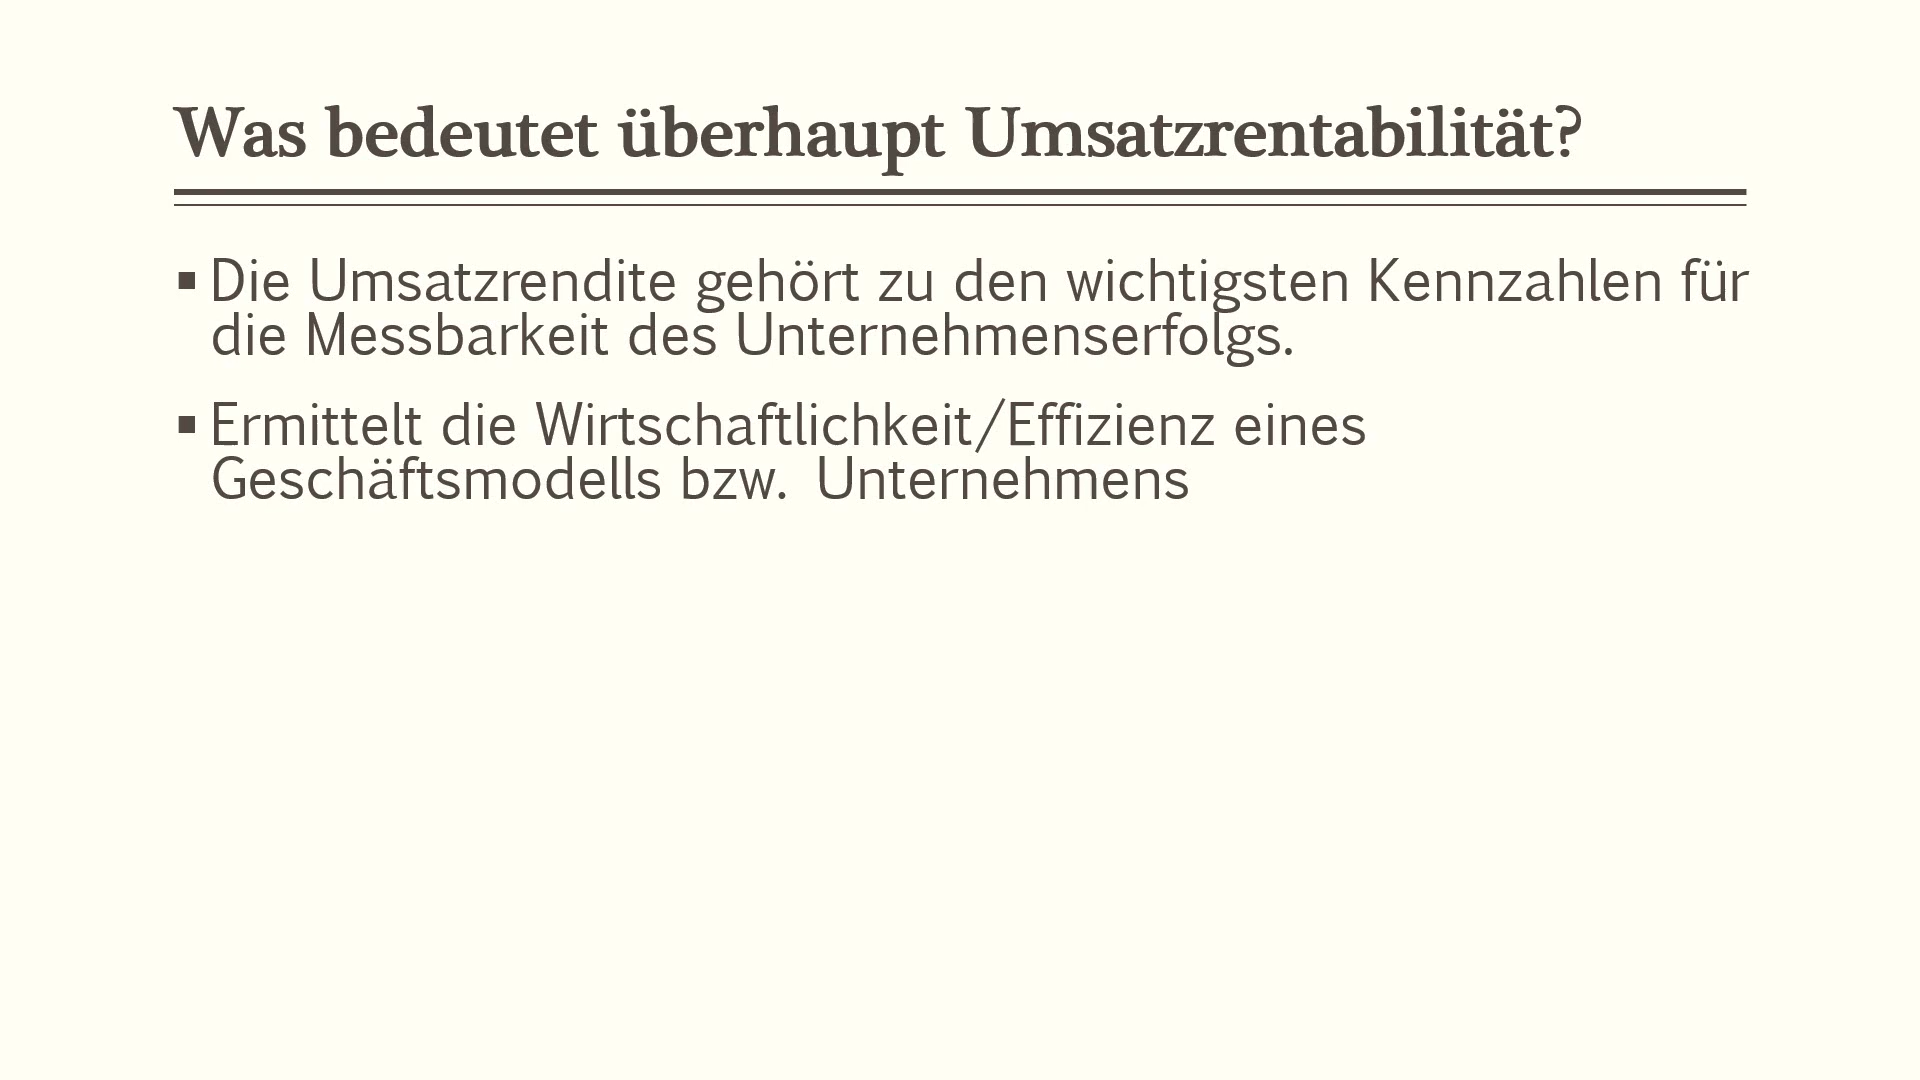 Was bedeutet überhaupt Umsatzrentabilität?
▪ Die Umsatzrendite gehört zu den wichtigsten Kennzahlen für
die Messbarkeit des Unternehmenserfolgs.
▪ Ermittelt die Wirtschaftlichkeit/Effizienz eines
Geschäftsmodells bzw. Unternehmens